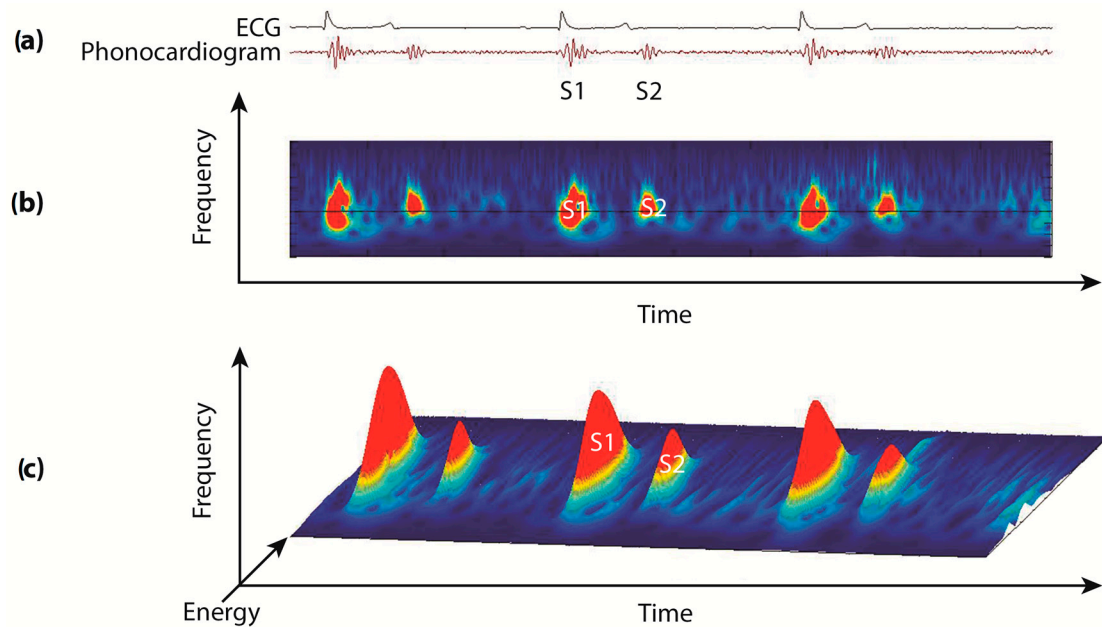 (a)
ECG
Phonocardiogram
S1 S2
(b)
Frequency
S1 S2
Time
(c)
Frequency
S1 S2
Energy
Time